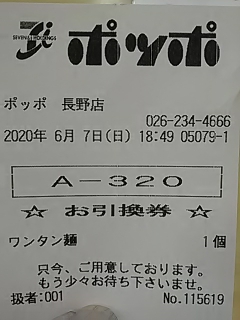 SEVEN&i HOLDINGS
ポッポ
ポッポ 長野店
026-234-4666
2020年 6月 7日(日) 18:49 05079-1
A-320
☆ お引換券 ☆
ワンタン麺 1個
只今、ご用意しております。
もう少々お待ち下さいませ。
扱者:001 No.115619